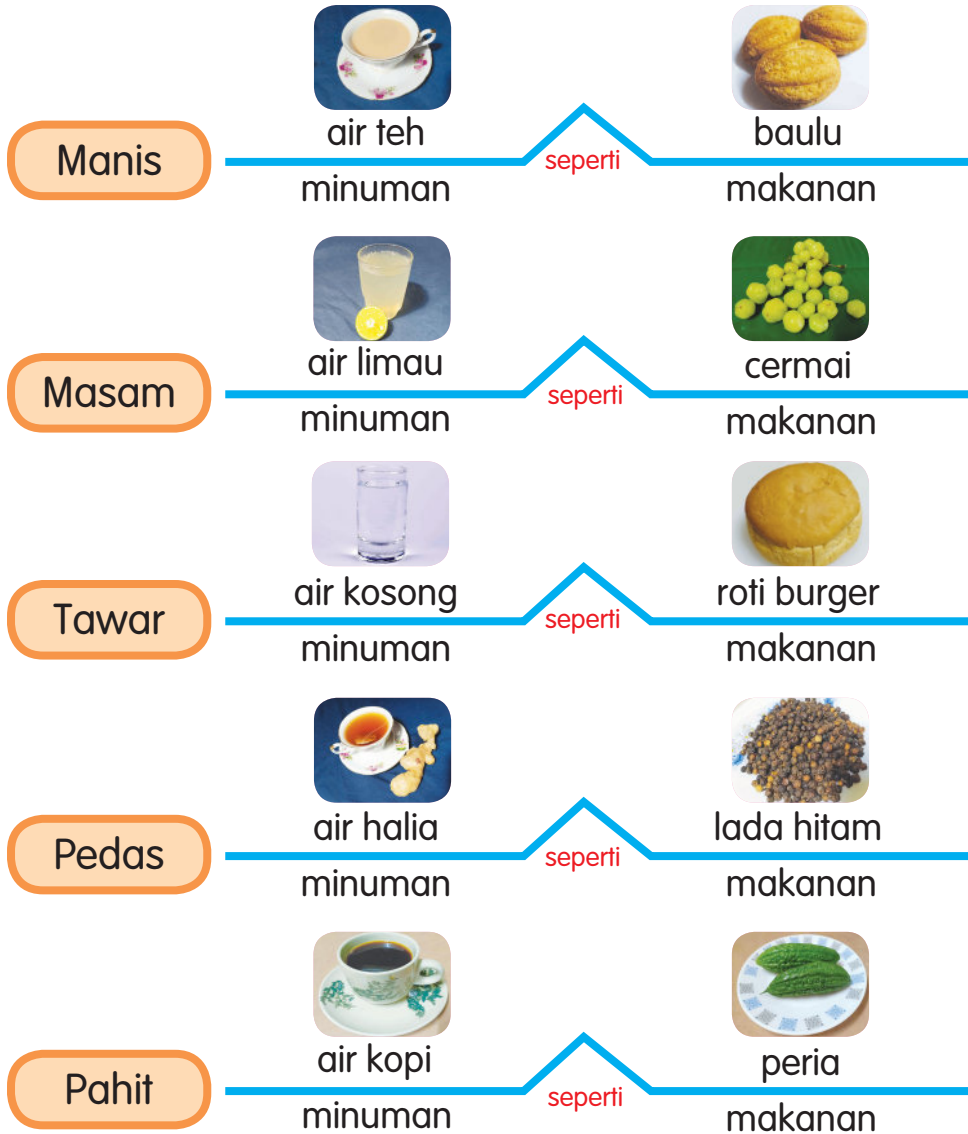 air teh baulu
Manis seperti
minuman makanan
air limau cermai
Masam seperti
minuman makanan
air kosong roti burger
Tawar seperti
minuman makanan
air halia lada hitam
Pedas seperti
minuman makanan
air kopi peria
Pahit seperti
minuman makanan